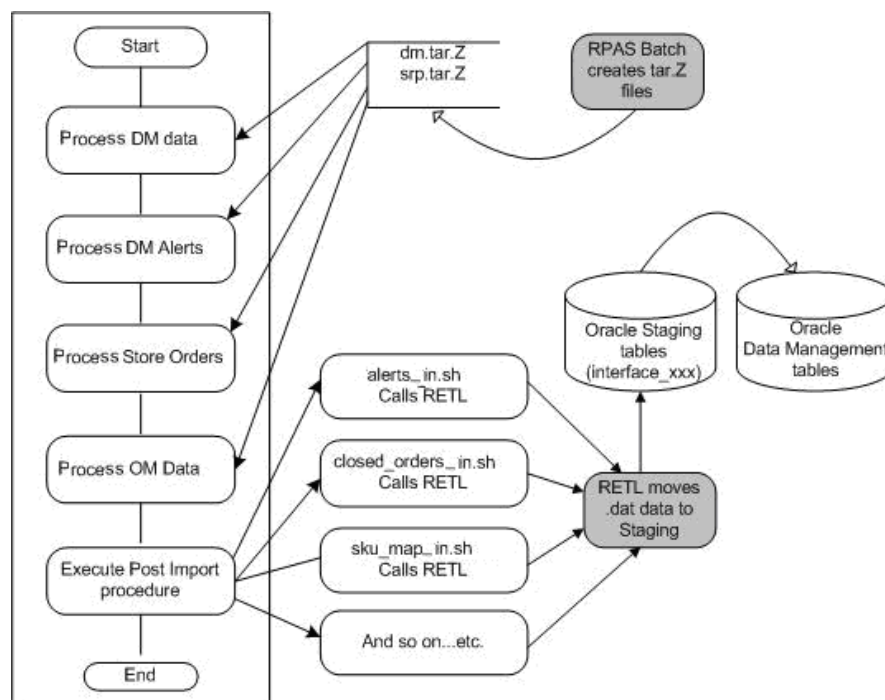 Start
dm.tar.Z
srp.tar.Z
RPAS Batch
creates tar.Z
files
Process DM data
Process DM Alerts
Process Store Orders
Process OM Data
Execute Post Import
procedure
End
alerts_in.sh
Calls RETL
closed_orders_in.sh
Calls RETL
sku_map_in.sh
Calls RETL
And so on...etc.
RETL moves
.dat data to
Staging
Oracle Staging
tables
(interface_xxx)
Oracle
Data Management
tables